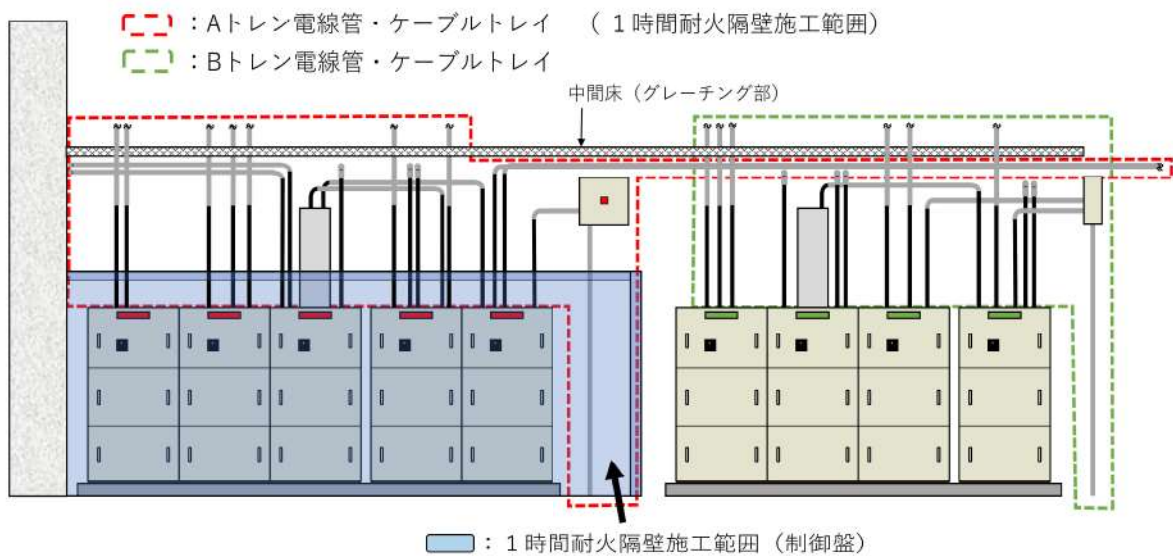 ：Aトレン電線管・ケーブルトレイ　（１時間耐火隔壁施工範囲）
：Bトレン電線管・ケーブルトレイ
中間床（グレーチング部）
：１時間耐火隔壁施工範囲（制御盤）